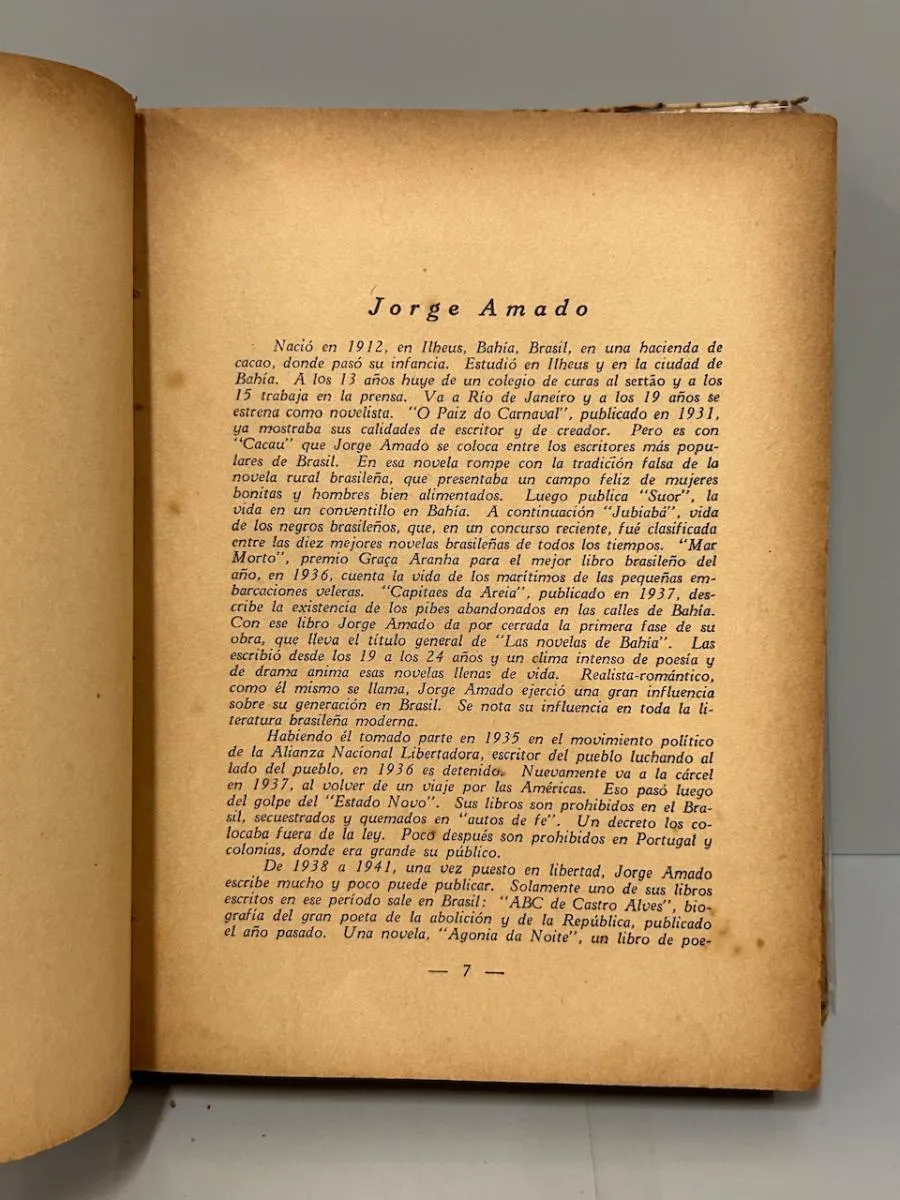 Jorge Amado
Nació en 1912, en Ilheus, Bahía, Brasil, en una hacienda de
cacao, donde pasó su infancia. Estudió en Ilheus y en la ciudad de
Bahía. A los 13 años huye de un colegio de curas al sertão y a los
15 trabaja en la prensa. Va a Río de Janeiro y a los 19 años se
estrena como novelista. "O Paiz do Carnaval", publicado en 1931,
ya mostraba sus calidades de escritor y de creador. Pero es con
"Cacau" que Jorge Amado se coloca entre los escritores más popu-
lares de Brasil. En esa novela rompe con la tradición falsa de la
novela rural brasileña, que presentaba un campo feliz de mujeres
bonitas y hombres bien alimentados. Luego publica "Suor", la
vida en un conventillo en Bahía. A continuación "Jubiabá", vida
de los negros brasileños, que, en un concurso reciente, fué clasificada
entre las diez mejores novelas brasileñas de todos los tiempos. "Mar
Morto", premio Graça Aranha para el mejor libro brasileño del
año, en 1936, cuenta la vida de los marítimos de las pequeñas em-
barcaciones veleras. "Capitaes da Areia", publicado en 1937, des-
cribe la existencia de los pibes abandonados en las calles de Bahía.
Con ese libro Jorge Amado da por cerrada la primera fase de su
obra, que lleva el título general de "Las novelas de Bahía". Las
escribió desde los 19 a los 24 años y un clima intenso de poesía y
de drama anima esas novelas llenas de vida. Realista-romántico,
como él mismo se llama, Jorge Amado ejerció una gran influencia
sobre su generación en Brasil. Se nota su influencia en toda la li-
teratura brasileña moderna.
Habiendo él tomado parte en 1935 en el movimiento político
de la Alianza Nacional Libertadora, escritor del pueblo luchando al
lado del pueblo, en 1936 es detenido. Nuevamente va a la cárcel
en 1937, al volver de un viaje por las Américas. Eso pasó luego
del golpe del "Estado Novo". Sus libros son prohibidos en el Bra-
sil, secuestrados y quemados en "autos de fe". Un decreto los co-
locaba fuera de la ley. Poco después son prohibidos en Portugal y
colonias, donde era grande su público.
De 1938 a 1941, una vez puesto en libertad, Jorge Amado
escribe mucho y poco puede publicar. Solamente uno de sus libros
escritos en ese período sale en Brasil: "ABC de Castro Alves", bio-
grafía del gran poeta de la abolición y de la República, publicado
el año pasado. Una novela, "Agonia da Noite", un libro de poe-
— 7 —